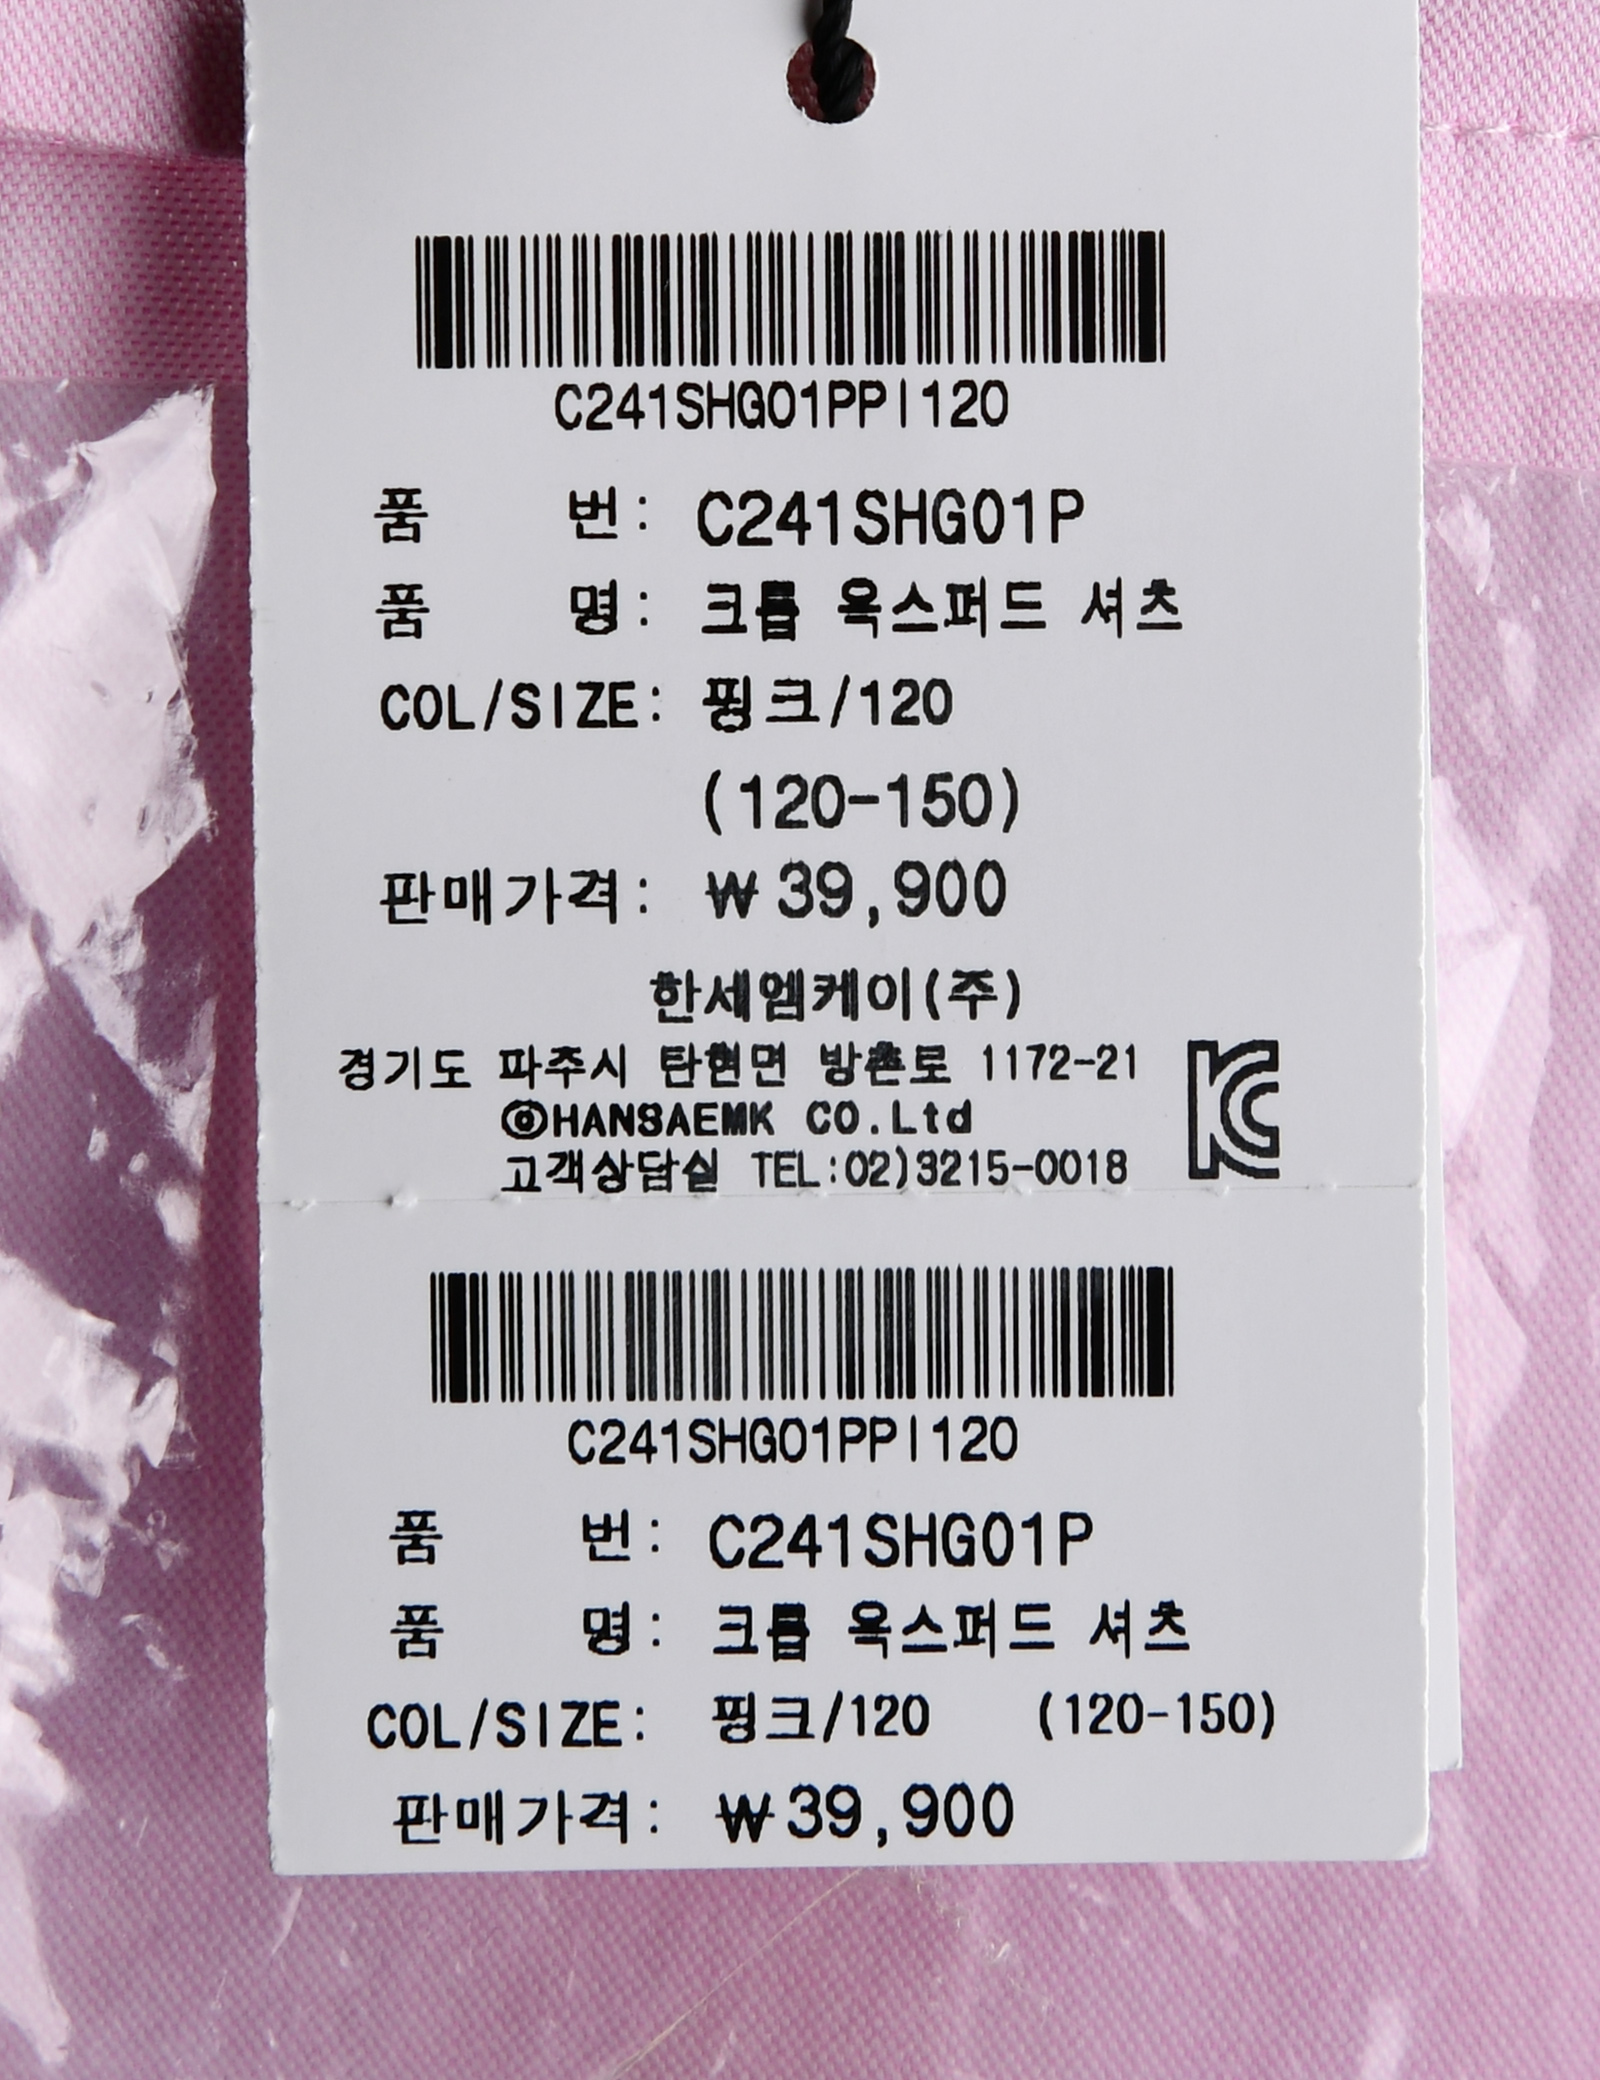 C241SHG01PPI120
품 번: C241SHG01P
품 명: 크롭 옥스퍼드 셔츠
COL/SIZE: 핑크/120
(120-150)
판매가격: ₩39,900
한세엠케이(주)
경기도 파주시 탄현면 방촌로 1172-21
©HANSAEMK CO.Ltd
고객상담실 TEL:02)3215-0018
C241SHG01PPI120
품 번: C241SHG01P
품 명: 크롭 옥스퍼드 셔츠
COL/SIZE: 핑크/120 (120-150)
판매가격: ₩39,900